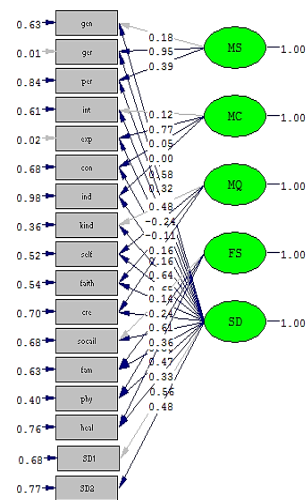 0.63 gen
0.01 ger
0.84 per
0.61 int
0.02 exp
0.68 con
0.98 ind
0.36 kind
0.52 self
0.54 faith
0.70 cre
0.68 socail
0.63 fam
0.40 phy
0.76 heal
0.68 SD1
0.77 SD2
0.18
0.95
0.39
0.12
0.77
0.05
0.00
0.58
0.32
0.48
-0.24
-0.11
0.16
0.16
0.64
0.14
0.24
0.61
0.36
0.47
0.33
0.56
0.48
MS 1.00
MC 1.00
MQ 1.00
FS 1.00
SD 1.00